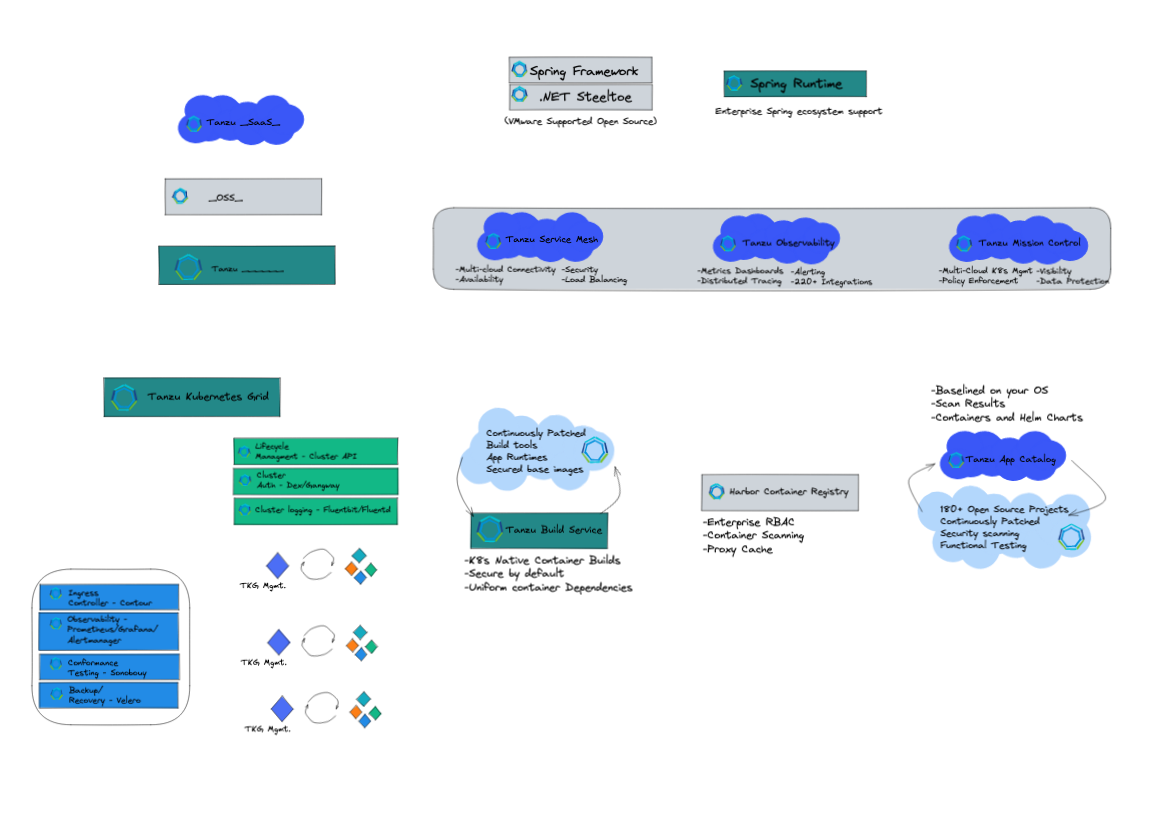 Spring Framework
.NET Steeltoe
(VMware Supported Open Source)
Spring Runtime
Enterprise Spring ecosystem support
Tanzu _SaaS_
_OSS_
Tanzu
Tanzu Service Mesh
-Multi-cloud Connectivity -Security
-Availability -Load Balancing
Tanzu Observability
-Metrics Dashboards -Alerting
-Distributed Tracing -220+ Integrations
Tanzu Mission Control
-Multi-Cloud K8s Mgmt -Visbility
-Policy Enforcement -Data Protection
Tanzu Kubernetes Grid
Lifecycle
Managment - Cluster API
Cluster
Auth - Dex/Gangway
Cluster logging - Fluentbit/Fluentd
TKG Mgmt.
TKG Mgmt.
TKG Mgmt.
Ingress
Controller - Contour
Observability -
Prometheus/Grafana/
Alertmanager
Conformance
Testing - Sonobouy
Backup/
Recovery - Velero
Continuously Patched
Build tools
App Runtimes
Secured base images
Tanzu Build Service
-K8s Native Container Builds
-Secure by default
-Uniform container Dependencies
Harbor Container Registry
-Enterprise RBAC
-Container Scanning
-Proxy Cache
-Baselined on your OS
-Scan Results
-Containers and Helm Charts
Tanzu App Catalog
180+ Open Source Projects
Continuously Patched
Security scanning
Functional Testing